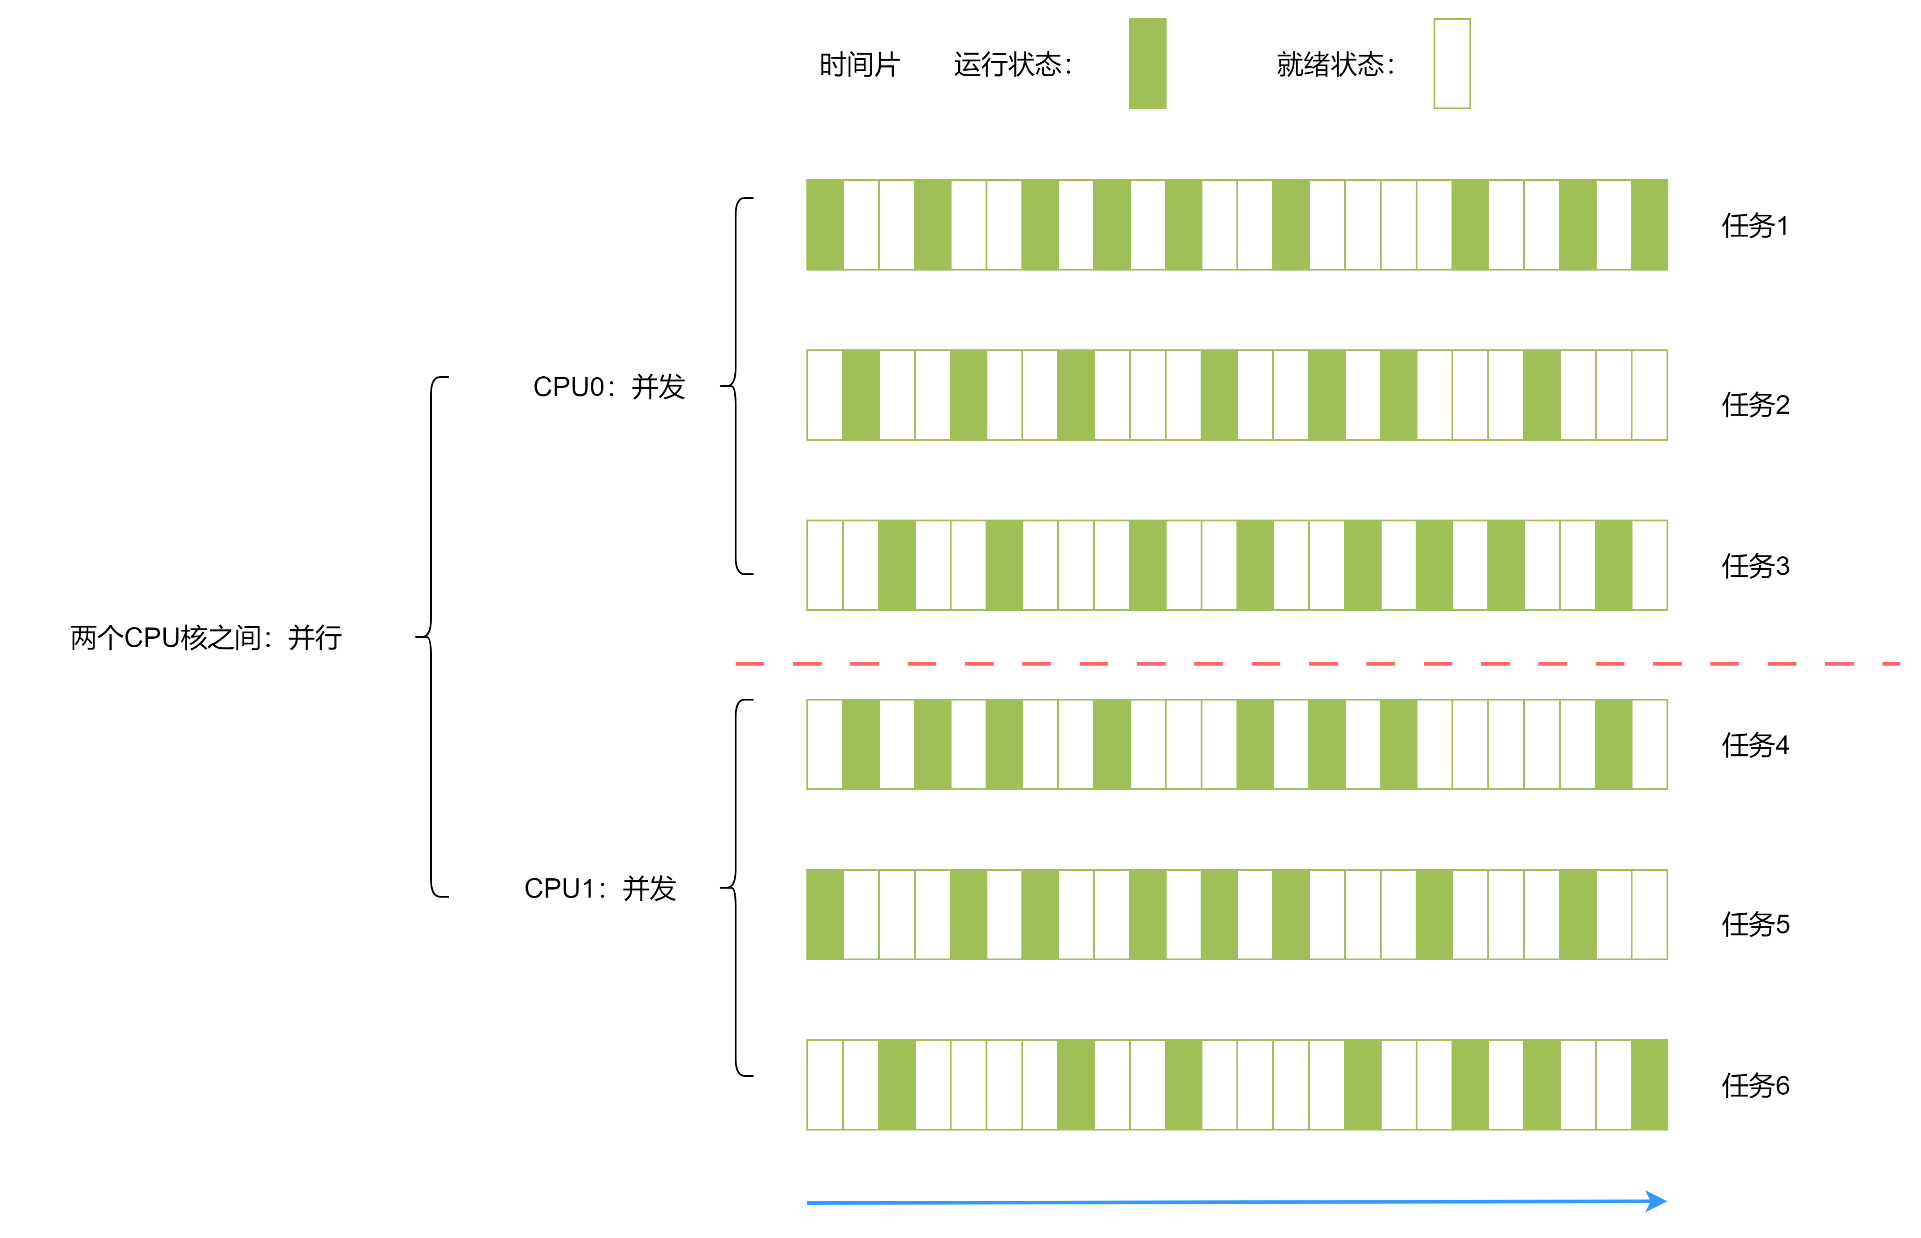 时间片 运行状态： 就绪状态：
任务1
CPU0：并发
任务2
任务3
两个CPU核之间：并行
任务4
CPU1：并发
任务5
任务6